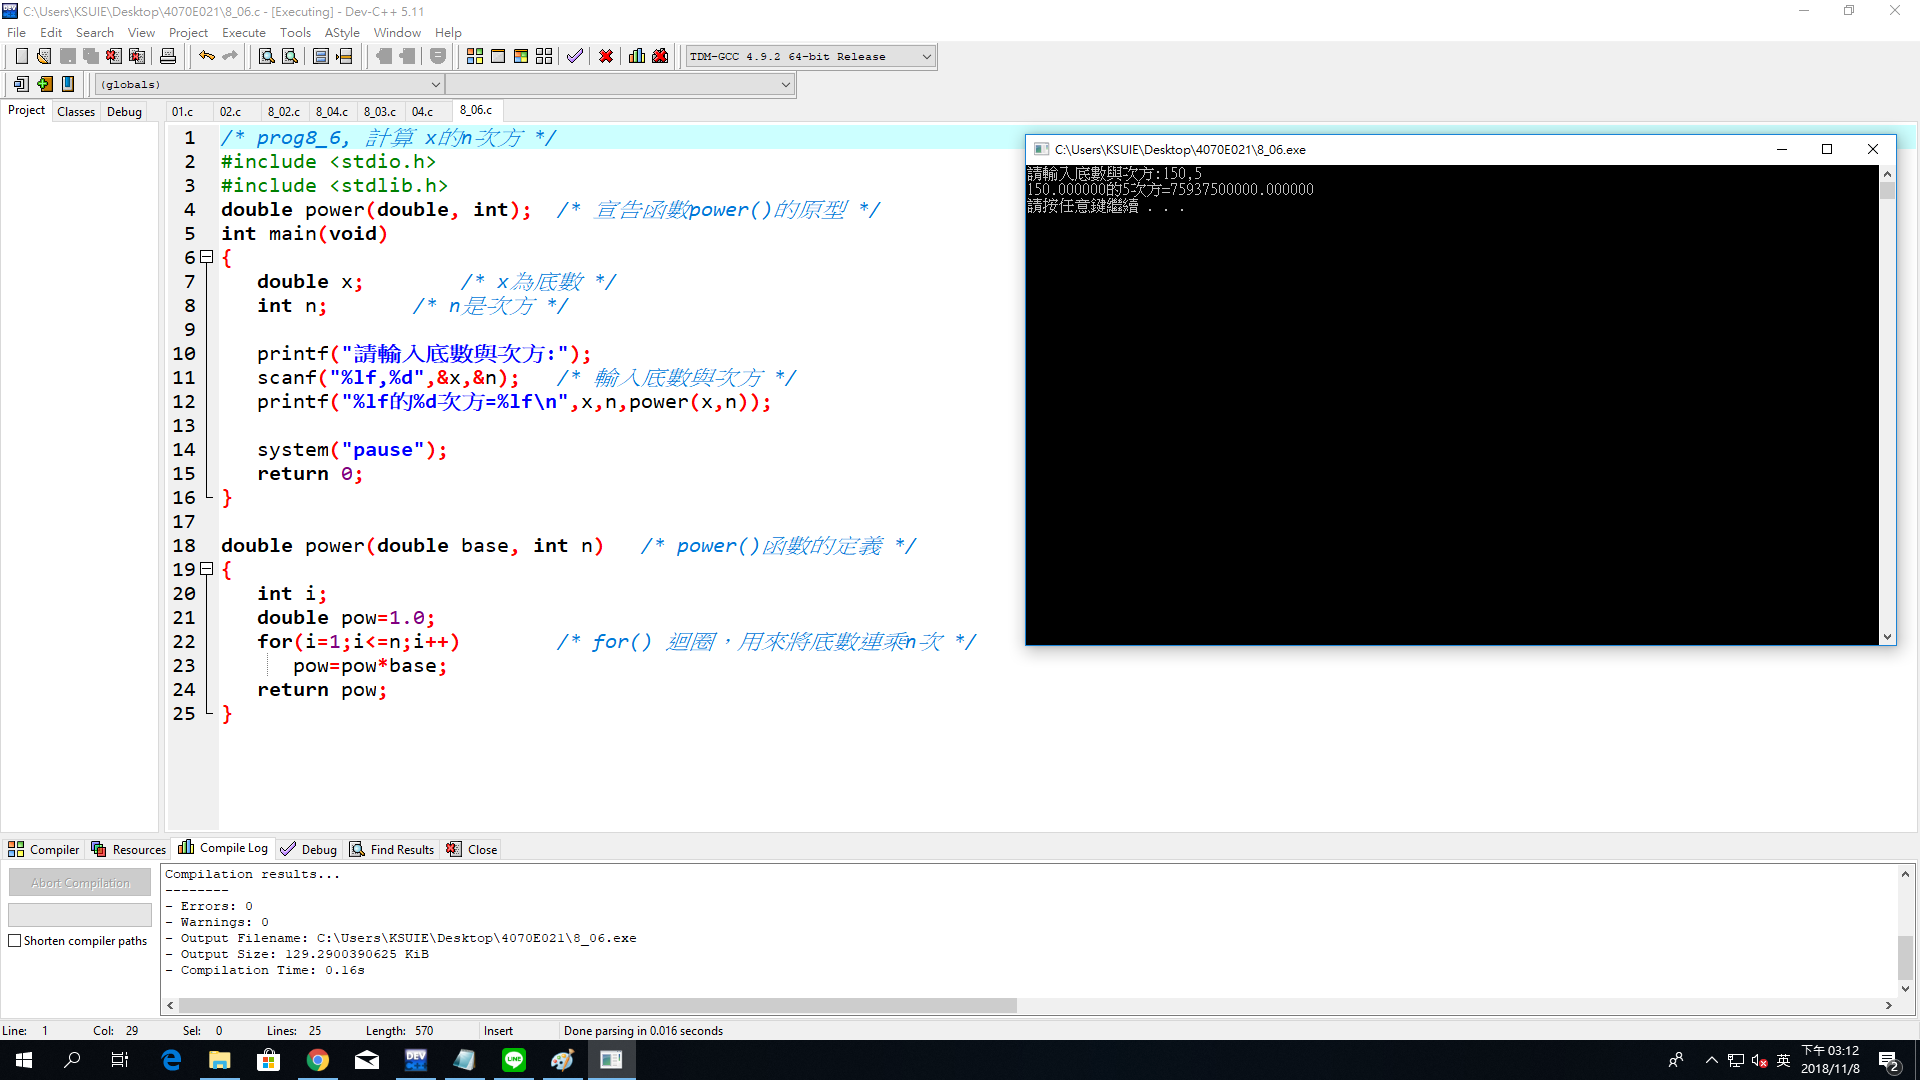 C:\Users\KSUIE\Desktop\4070E021\8_06.c - [Executing] - Dev-C++ 5.11
File Edit Search View Project Execute Tools AStyle Window Help
TDM-GCC 4.9.2 64-bit Release
(globals)
Project Classes Debug
01.c 02.c 8_02.c 8_04.c 8_03.c 04.c 8_06.c
1 /* prog8_6, 計算 x的n次方 */
2 #include <stdio.h>
3 #include <stdlib.h>
4 double power(double, int); /* 宣告函數power()的原型 */
5 int main(void)
6 {
7 double x; /* x為底數 */
8 int n; /* n是次方 */
9
10 printf("請輸入底數與次方:");
11 scanf("%lf,%d",&x,&n); /* 輸入底數與次方 */
12 printf("%lf的%d次方=%lf\n",x,n,power(x,n));
13
14 system("pause");
15 return 0;
16 }
17
18 double power(double base, int n) /* power()函數的定義 */
19 {
20 int i;
21 double pow=1.0;
22 for(i=1;i<=n;i++) /* for() 迴圈，用來將底數連乘n次 */
23 pow=pow*base;
24 return pow;
25 }
C:\Users\KSUIE\Desktop\4070E021\8_06.exe
請輸入底數與次方:150,5
150.000000的5次方=75937500000.000000
請按任意鍵繼續 . . .
Compiler Resources Compile Log Debug Find Results Close
Abort Compilation
Shorten compiler paths
Compilation results...
--------
- Errors: 0
- Warnings: 0
- Output Filename: C:\Users\KSUIE\Desktop\4070E021\8_06.exe
- Output Size: 129.2900390625 KiB
- Compilation Time: 0.16s
Line: 1 Col: 29 Sel: 0 Lines: 25 Length: 570 Insert Done parsing in 0.016 seconds
DEV
LINE
英
下午 03:12
2018/11/8
2